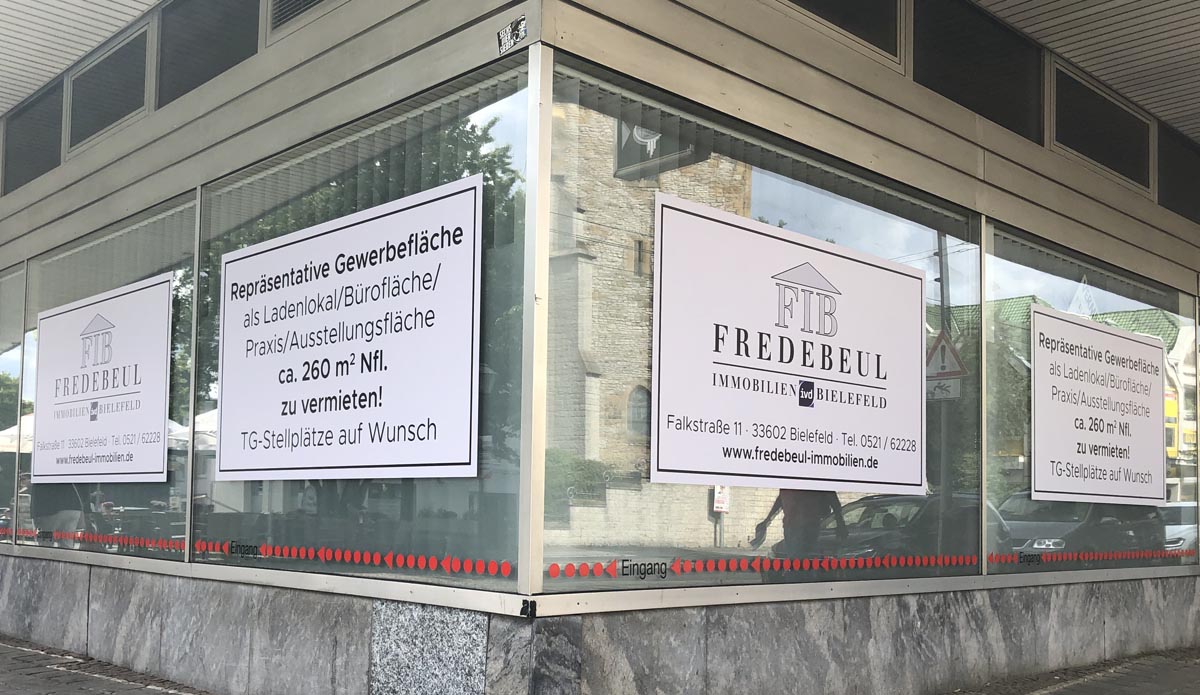 FIB
FREDEBEUL
IMMOBILIEN ivd BIELEFELD
Falkstraße 11 · 33602 Bielefeld · Tel. 0521 / 62228
www.fredebeul-immobilien.de
Repräsentative Gewerbefläche
als Ladenlokal/Bürofläche/
Praxis/Ausstellungsfläche
ca. 260 m² Nfl.
zu vermieten!
TG-Stellplätze auf Wunsch
FIB
FREDEBEUL
IMMOBILIEN ivd BIELEFELD
Falkstraße 11 · 33602 Bielefeld · Tel. 0521 / 62228
www.fredebeul-immobilien.de
Repräsentative Gewerbefläche
als Ladenlokal/Bürofläche/
Praxis/Ausstellungsfläche
ca. 260 m² Nfl.
zu vermieten!
TG-Stellplätze auf Wunsch
Eingang
Eingang
Eingang
Eingang